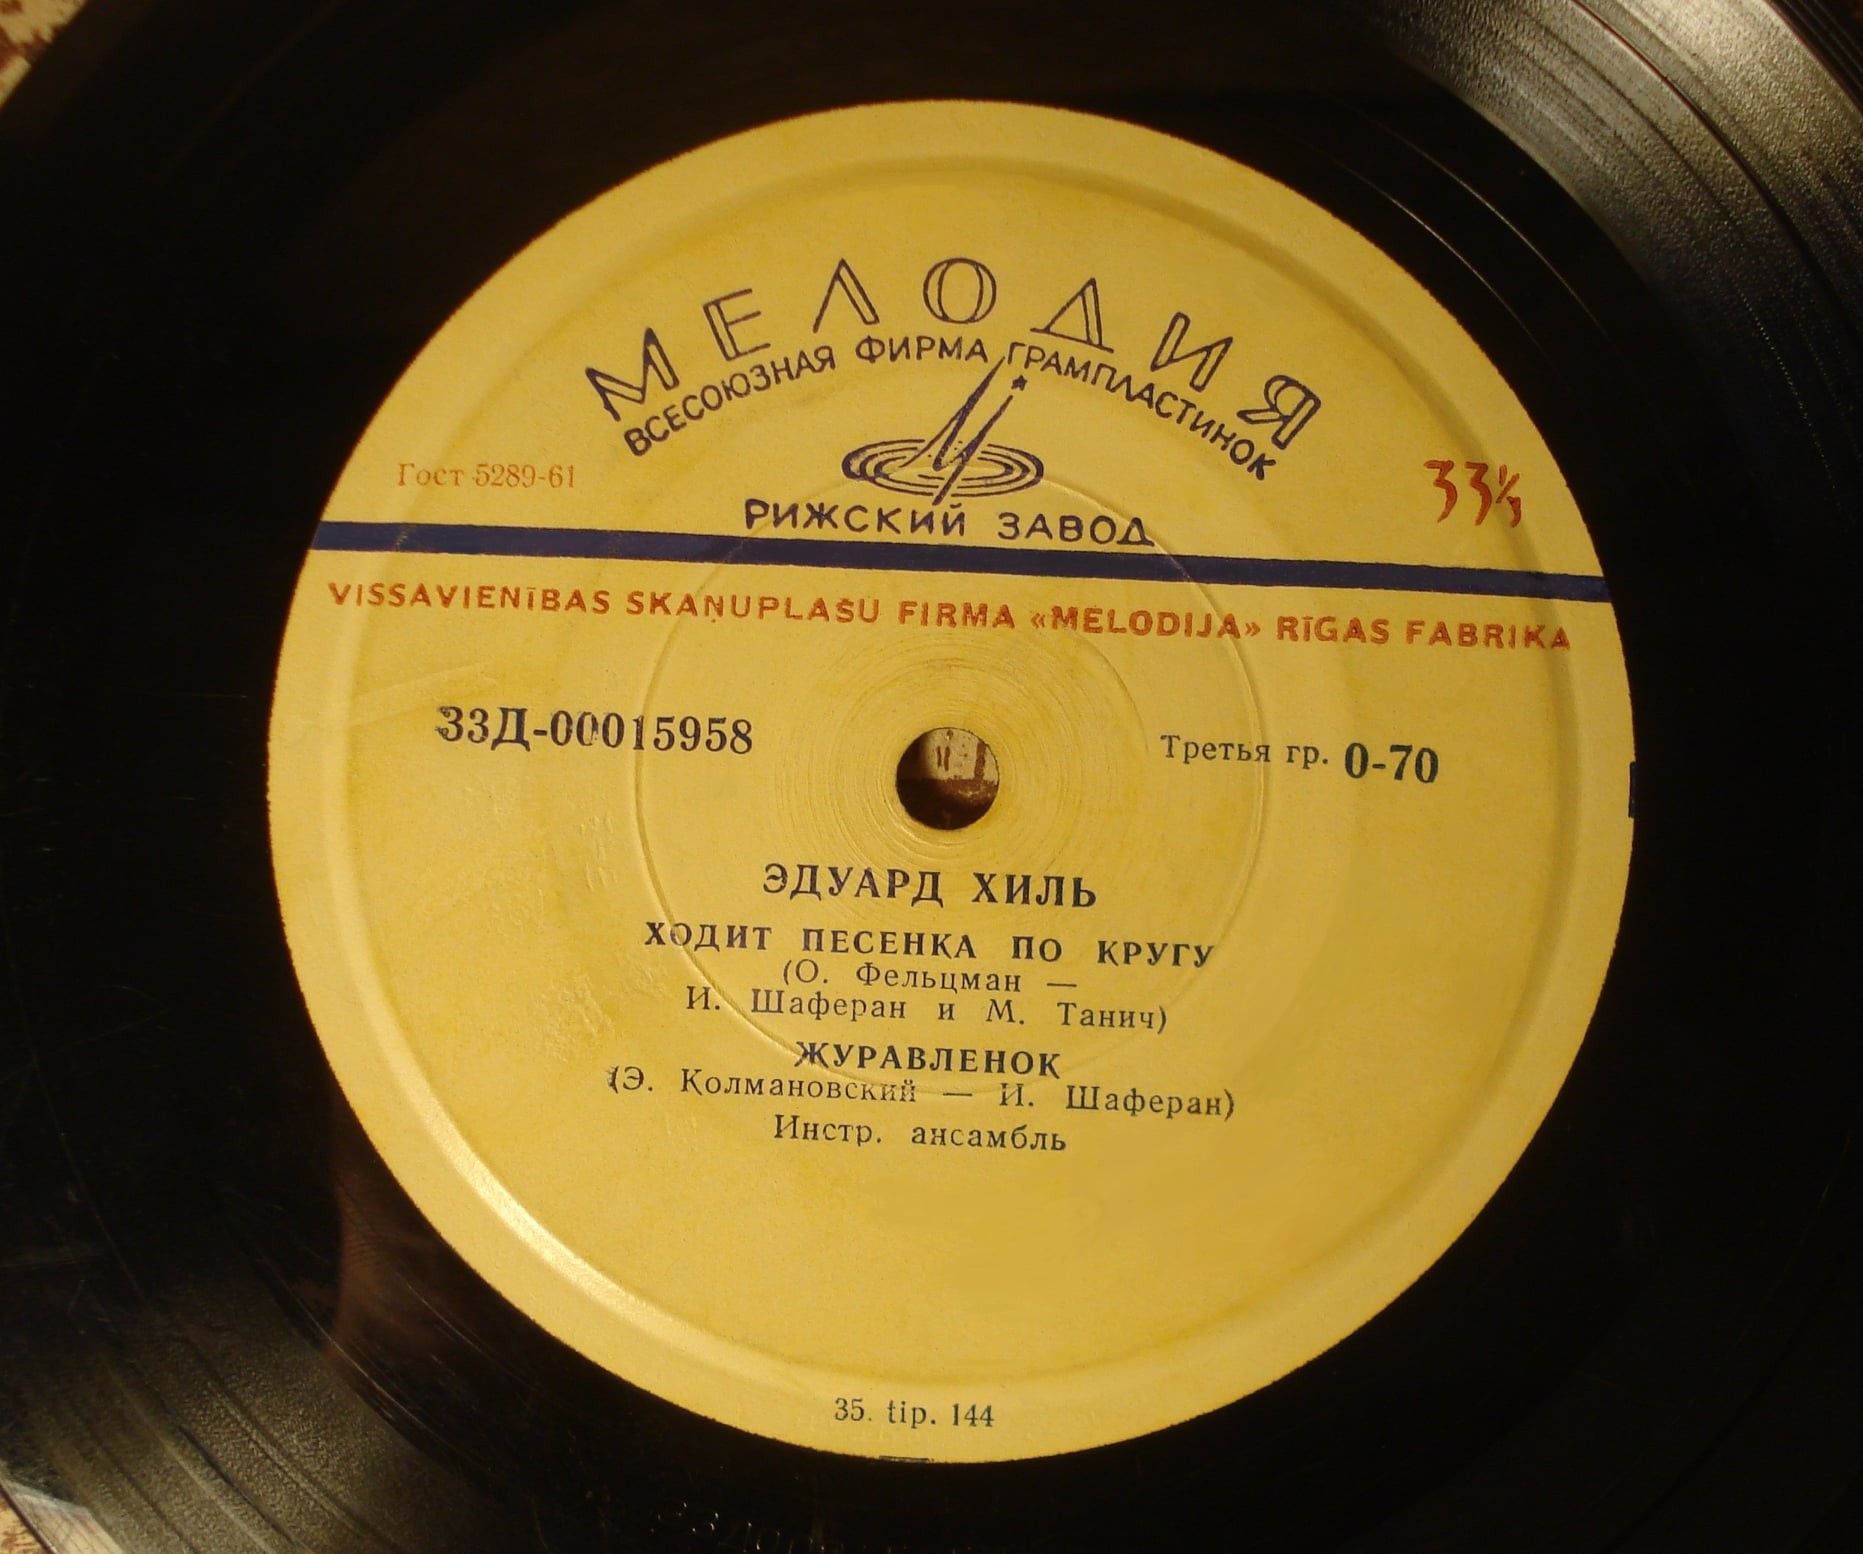 МЕЛОДИЯ
ВСЕСОЮЗНАЯ ФИРМА ГРАМПЛАСТИНОК
Гост 5289-61
33⅓
РИЖСКИЙ ЗАВОД
VISSAVIENĪBAS SKAŅUPLAŠU FIRMA «MELODIJA» RĪGAS FABRIKA
33Д-00015958
Третья гр. 0-70
ЭДУАРД ХИЛЬ
ХОДИТ ПЕСЕНКА ПО КРУГУ
(О. Фельцман —
И. Шаферан и М. Танич)
ЖУРАВЛЕНОК
(Э. Колмановский — И. Шаферан)
Инстр. ансамбль
35. tip. 144